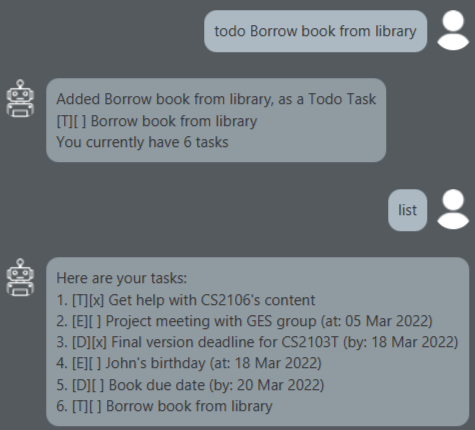 todo Borrow book from library
Added Borrow book from library, as a Todo Task
[T][ ] Borrow book from library
You currently have 6 tasks
list
Here are your tasks:
1. [T][x] Get help with CS2106's content
2. [E][ ] Project meeting with GES group (at: 05 Mar 2022)
3. [D][x] Final version deadline for CS2103T (by: 18 Mar 2022)
4. [E][ ] John's birthday (at: 18 Mar 2022)
5. [D][ ] Book due date (by: 20 Mar 2022)
6. [T][ ] Borrow book from library